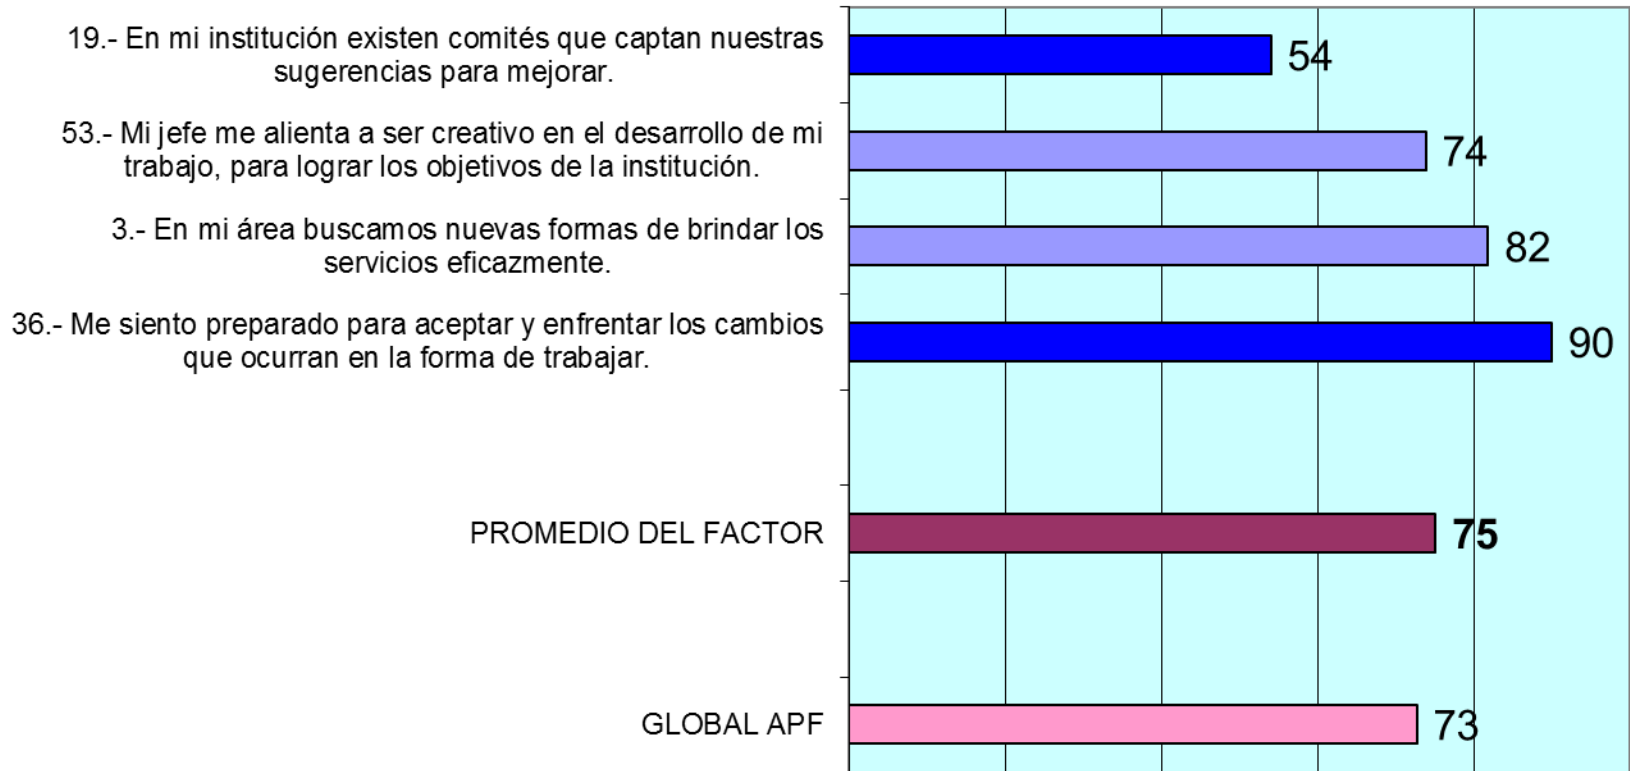 19.- En mi institución existen comités que captan nuestras
sugerencias para mejorar.
54
53.- Mi jefe me alienta a ser creativo en el desarrollo de mi
trabajo, para lograr los objetivos de la institución.
74
3.- En mi área buscamos nuevas formas de brindar los
servicios eficazmente.
82
36.- Me siento preparado para aceptar y enfrentar los cambios
que ocurran en la forma de trabajar.
90
PROMEDIO DEL FACTOR
75
GLOBAL APF
73